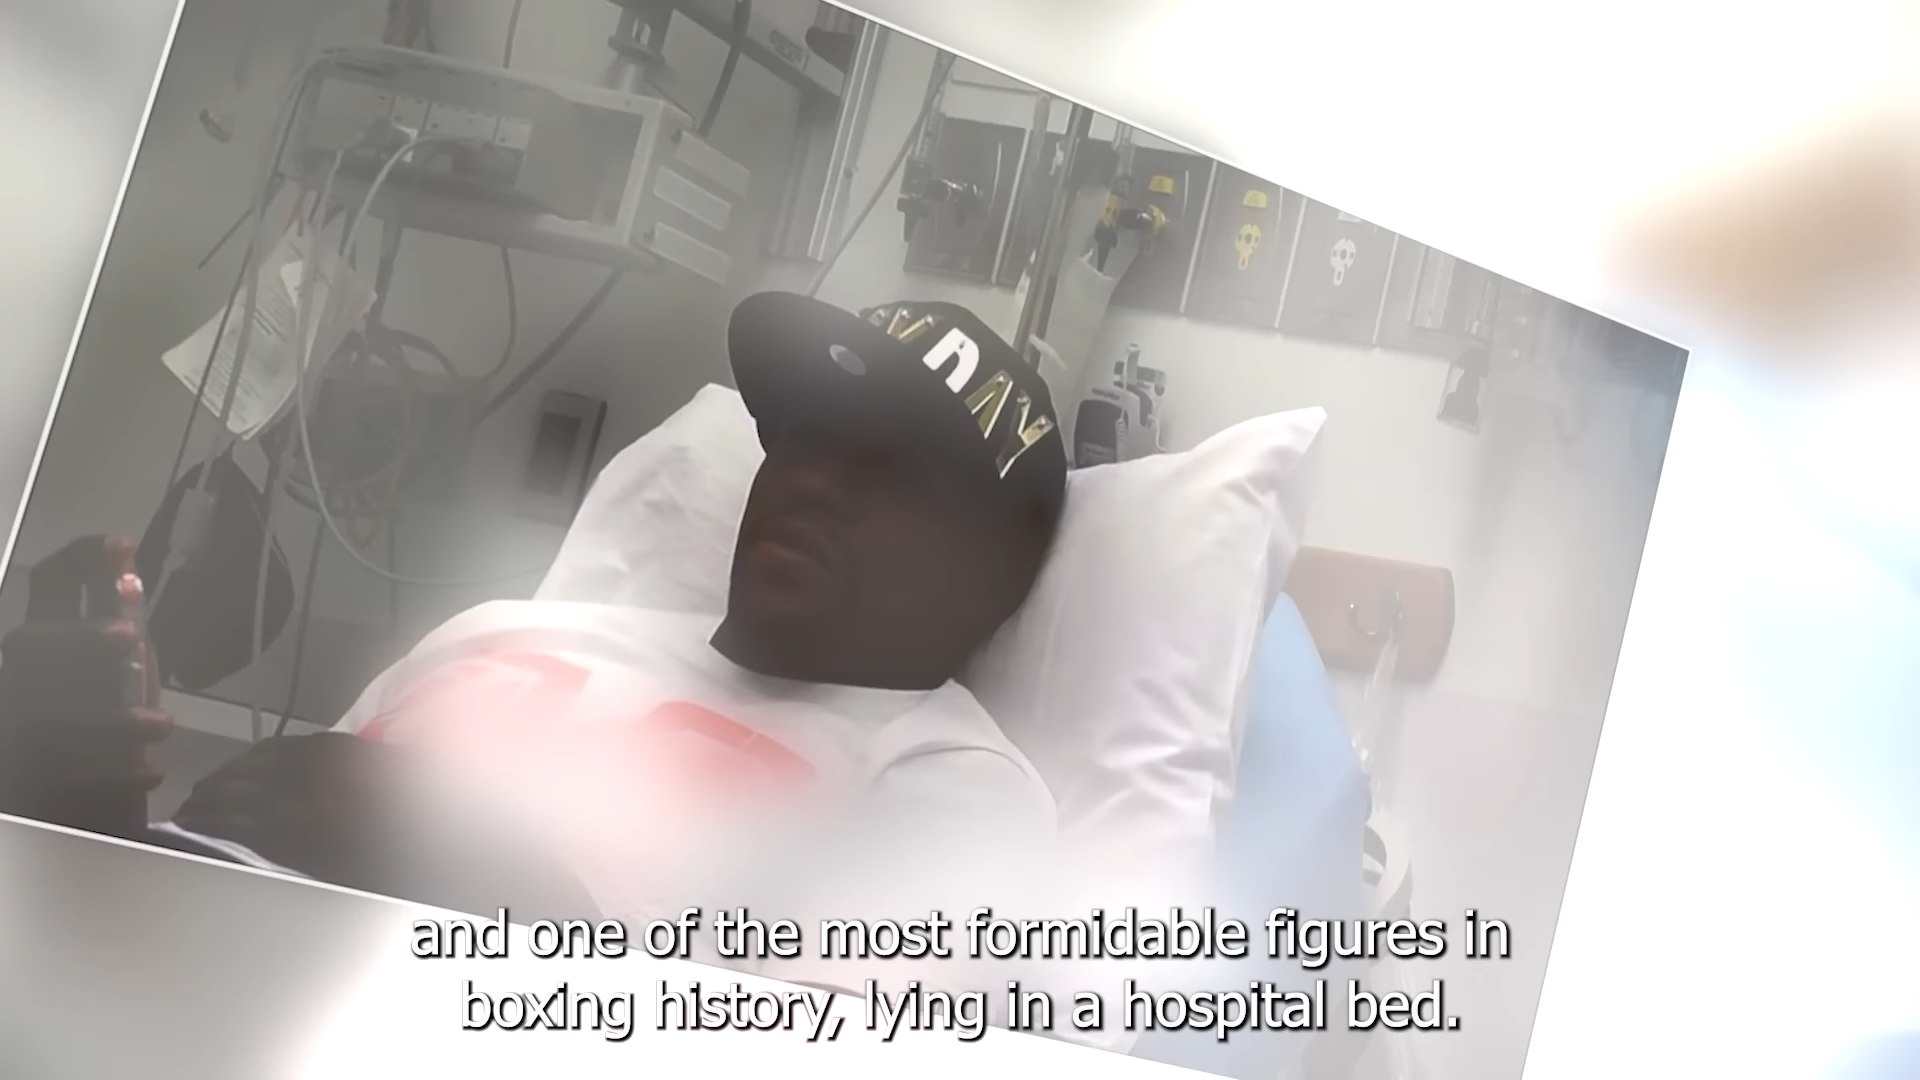 and one of the most formidable figures in
boxing history, lying in a hospital bed.